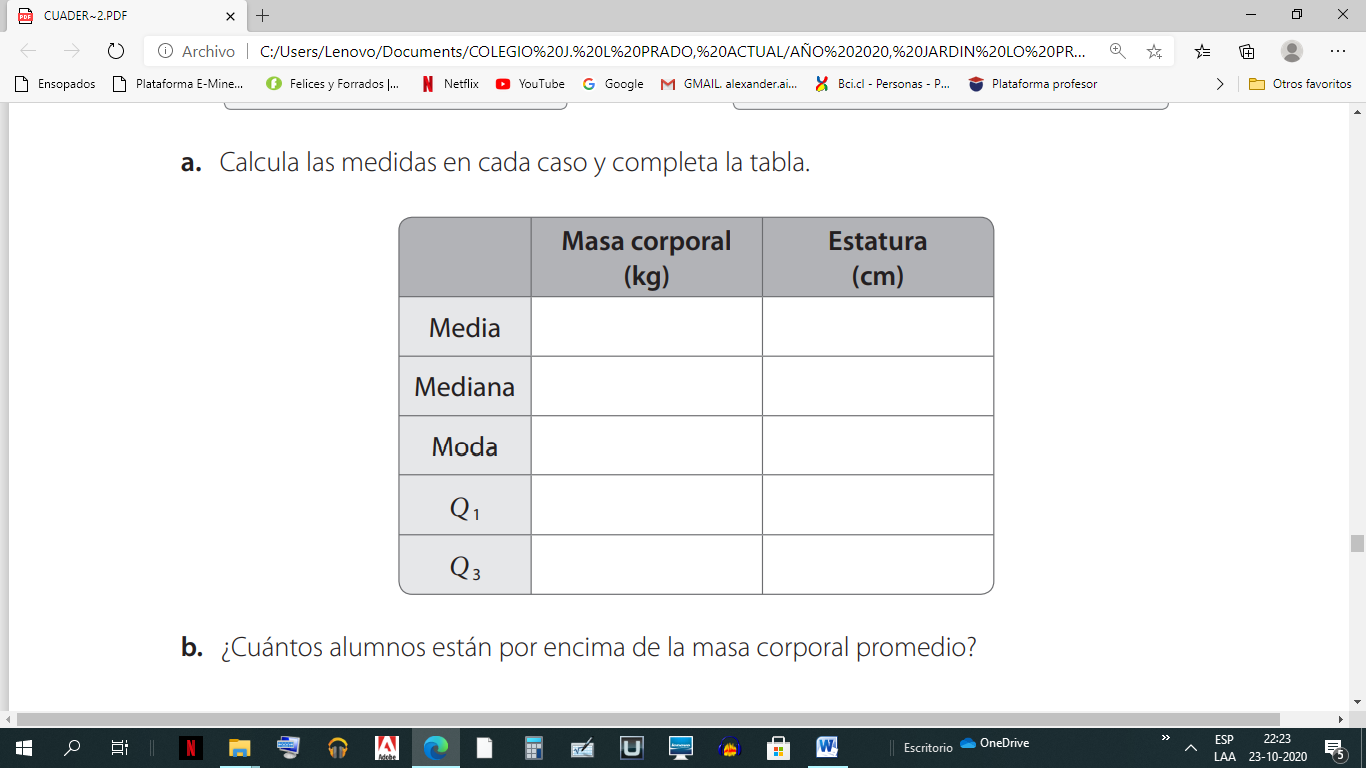 CUADER~2.PDF
Archivo
C:/Users/Lenovo/Documents/COLEGIO%20J.%20L%20PRADO,%20ACTUAL/AÑO%202020,%20JARDIN%20LO%20PR...
Ensopados
Plataforma E-Mine...
Felices y Forrados |...
Netflix
YouTube
Google
GMAIL. alexander.ai...
Bci.cl - Personas - P...
Plataforma profesor
Otros favoritos
a. Calcula las medidas en cada caso y completa la tabla.
Masa corporal
(kg)
Estatura
(cm)
Media
Mediana
Moda
Q1
Q3
b. ¿Cuántos alumnos están por encima de la masa corporal promedio?
Adobe
Escritorio
OneDrive
ESP
LAA
22:23
23-10-2020
5